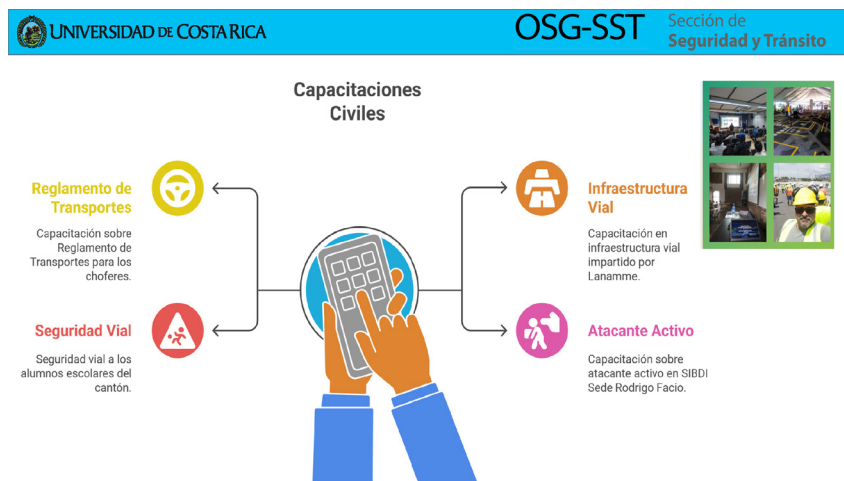 UNIVERSIDAD DE COSTA RICA
OSG-SST
Sección de
Seguridad y Tránsito
Capacitaciones
Civiles
Reglamento de
Transportes
Capacitación sobre
Reglamento de
Transportes para los
choferes.
Seguridad Vial
Seguridad vial a los
alumnos escolares del
cantón.
Infraestructura
Vial
Capacitación en
infraestructura vial
impartido por
Lanamme.
Atacante Activo
Capacitación sobre
atacante activo en SIBDI
Sede Rodrigo Facio.